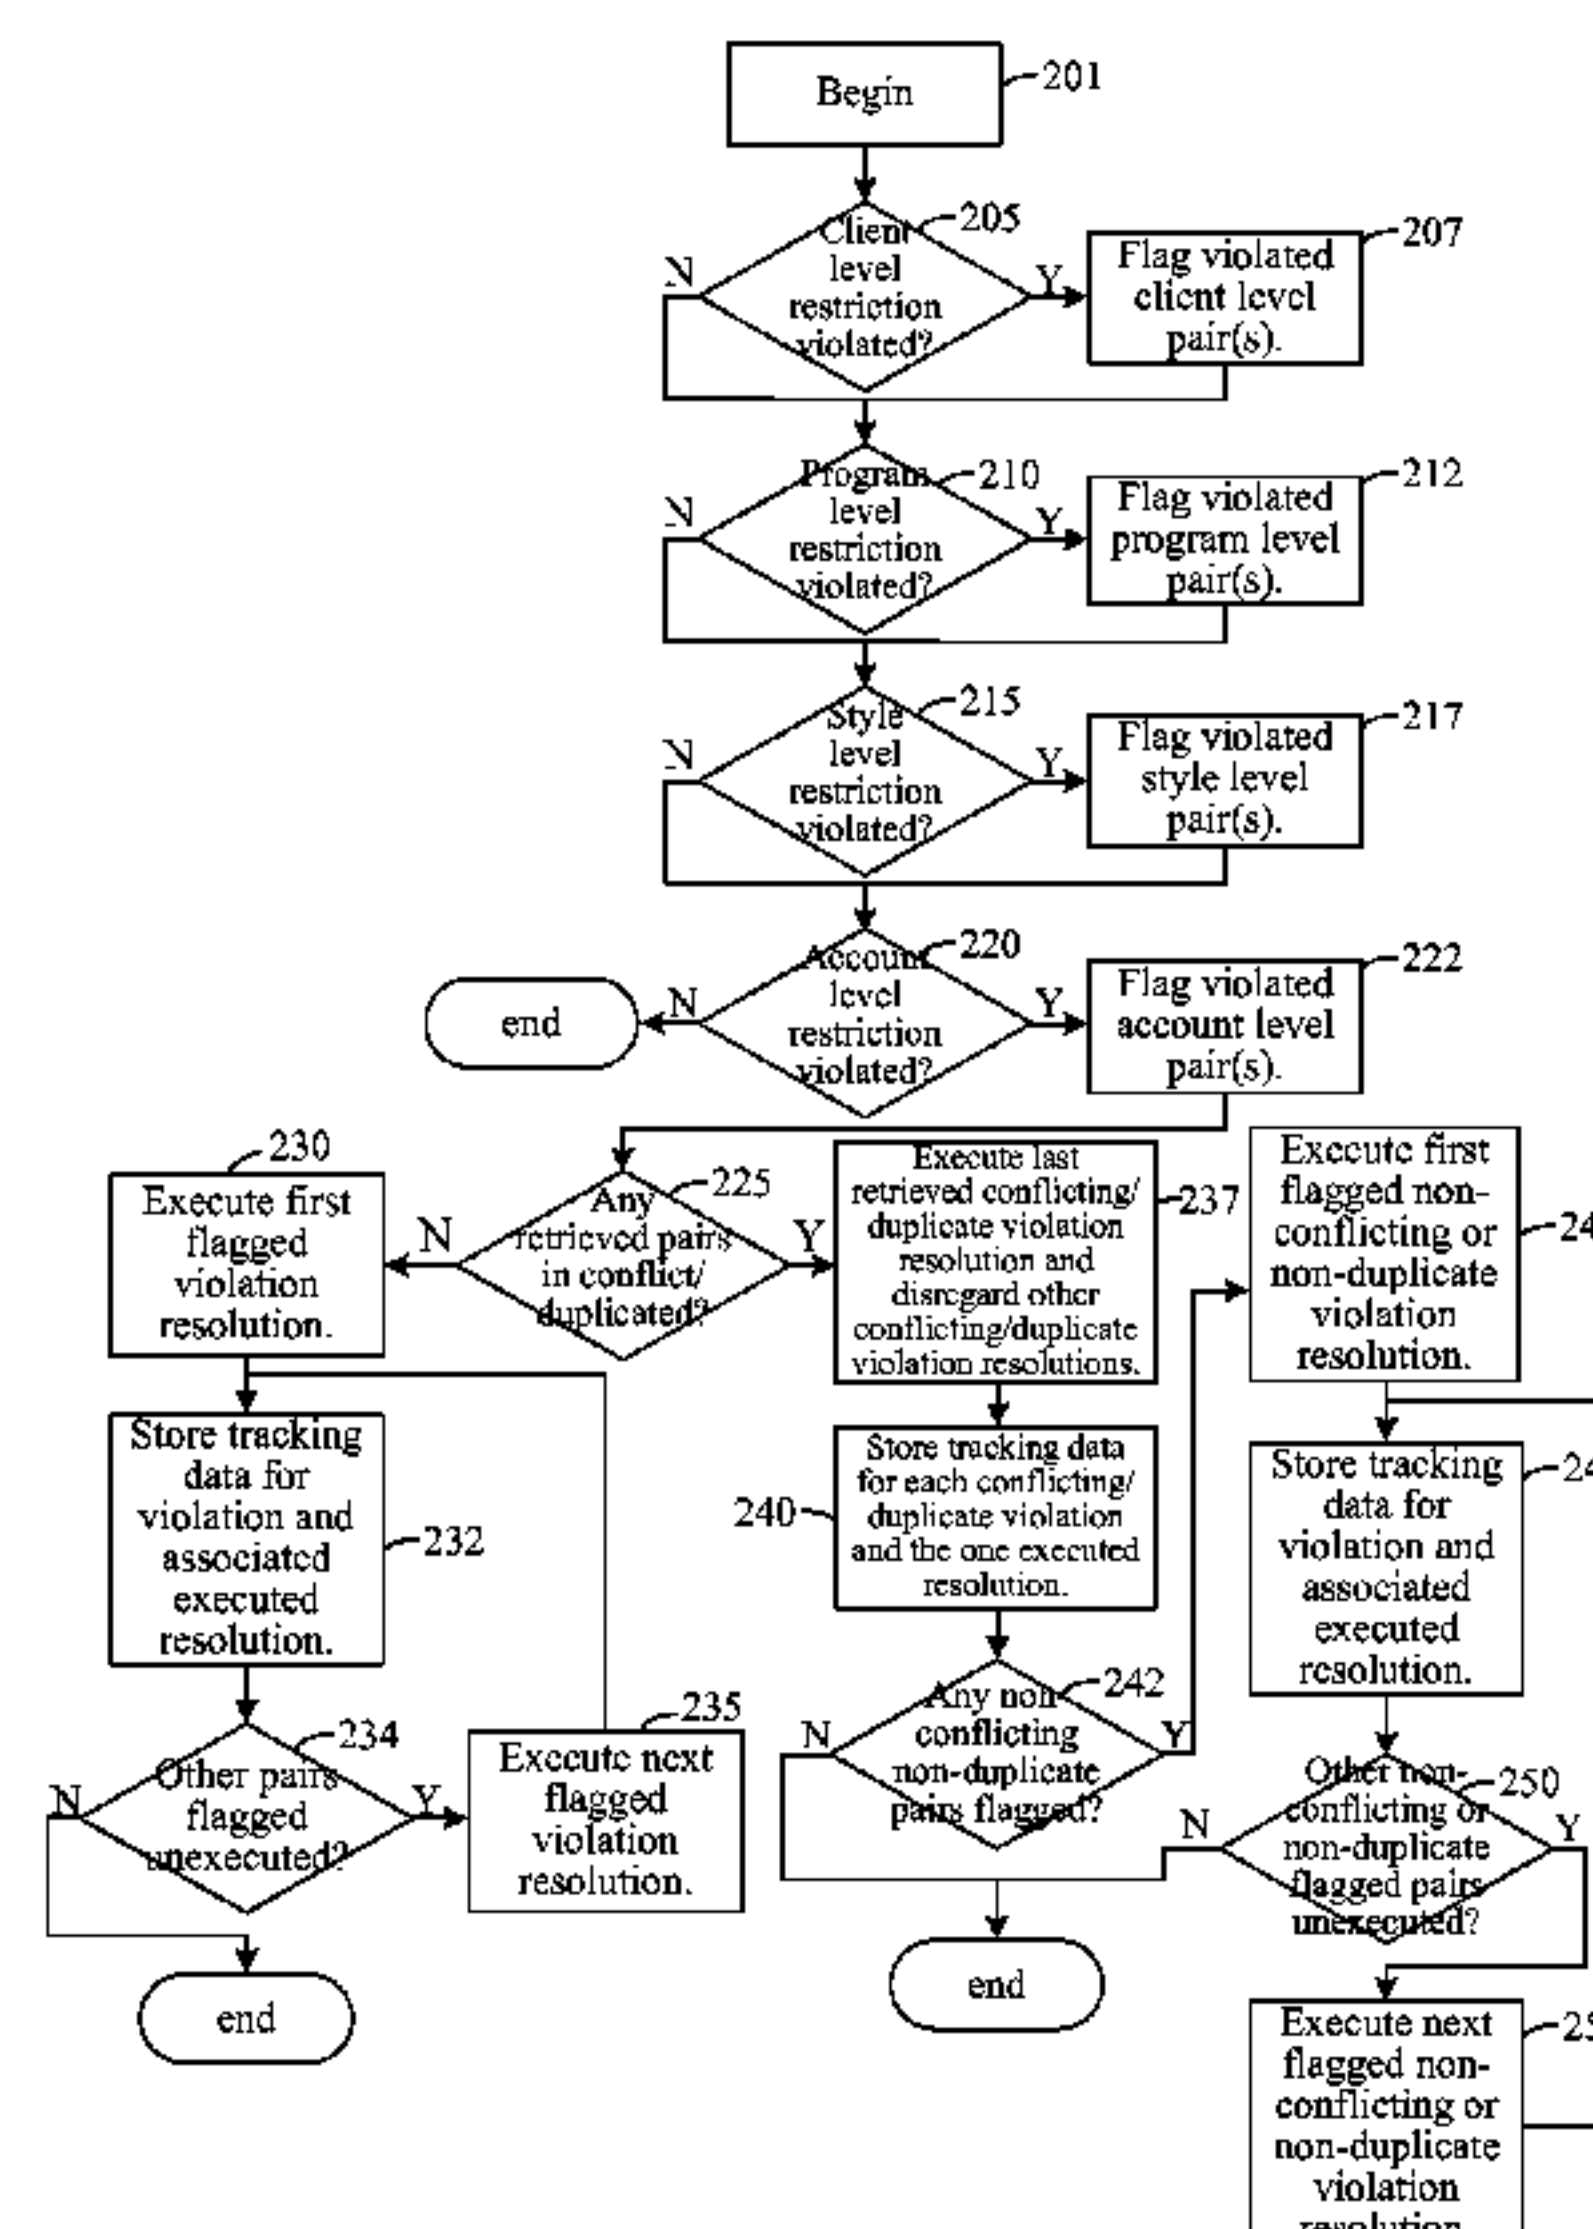 Begin
201
Client
level
restriction
violated?
205
N
Y
Flag violated
client level
pair(s).
207
Program
level
restriction
violated?
210
N
Y
Flag violated
program level
pair(s).
212
Style
level
restriction
violated?
215
N
Y
Flag violated
style level
pair(s).
217
Account
level
restriction
violated?
220
N
Y
end
Flag violated
account level
pair(s).
222
Any
retrieved pairs
in conflict/
duplicated?
225
N
Y
230
Execute first
flagged
violation
resolution.
Store tracking
data for
violation and
associated
executed
resolution.
232
Other pairs
flagged
unexecuted?
234
N
Y
235
Execute next
flagged
violation
resolution.
end
Execute last
retrieved conflicting/
duplicate violation
resolution and
disregard other
conflicting/duplicate
violation resolutions.
237
Store tracking data
for each conflicting/
duplicate violation
and the one executed
resolution.
240
Any non-
conflicting
non-duplicate
pairs flagged?
242
N
Y
end
Execute first
flagged non-
conflicting or
non-duplicate
violation
resolution.
24
Store tracking
data for
violation and
associated
executed
resolution.
24
Other non-
conflicting or
non-duplicate
flagged pairs
unexecuted?
250
N
Y
Execute next
flagged non-
conflicting or
non-duplicate
violation
resolution
25